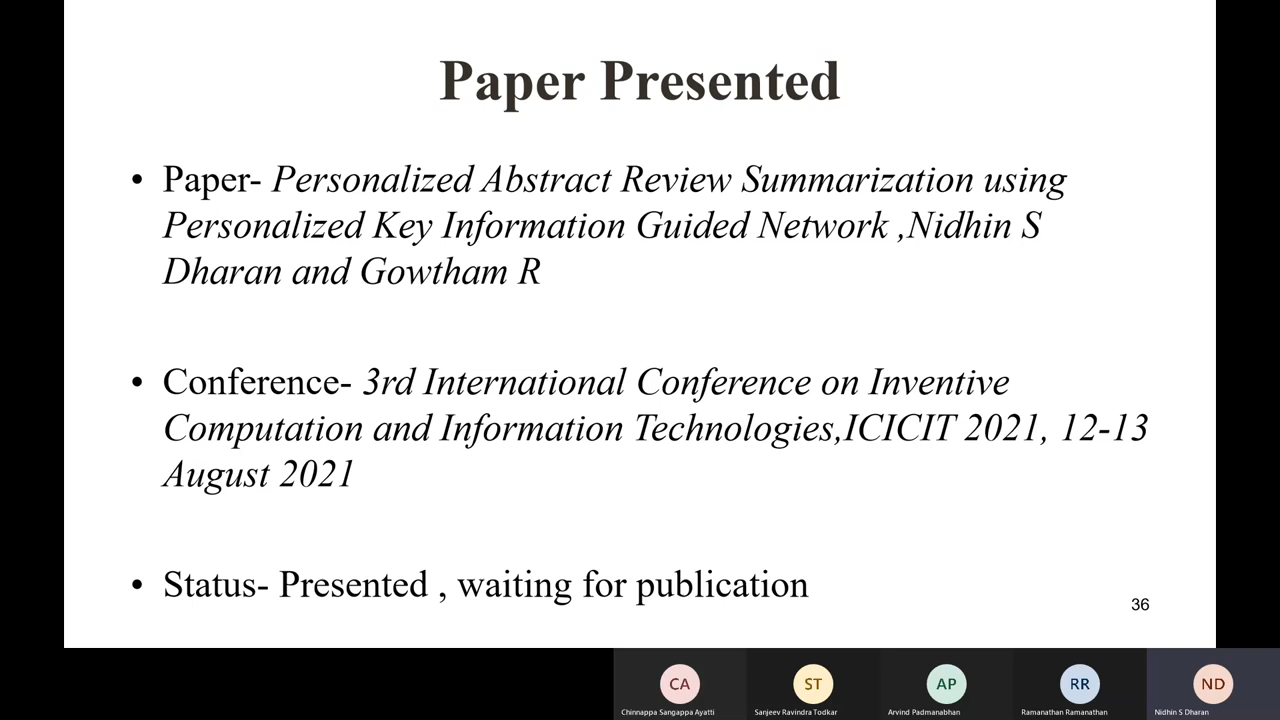 Paper Presented
• Paper- Personalized Abstract Review Summarization using
Personalized Key Information Guided Network ,Nidhin S
Dharan and Gowtham R
• Conference- 3rd International Conference on Inventive
Computation and Information Technologies,ICICIT 2021, 12-13
August 2021
• Status- Presented , waiting for publication
36
CA
ST
AP
RR
ND
Chinnappa Sangappa Ayatti
Sanjeev Ravindra Todkar
Arvind Padmanabhan
Ramanathan Ramanathan
Nidhin S Dharan